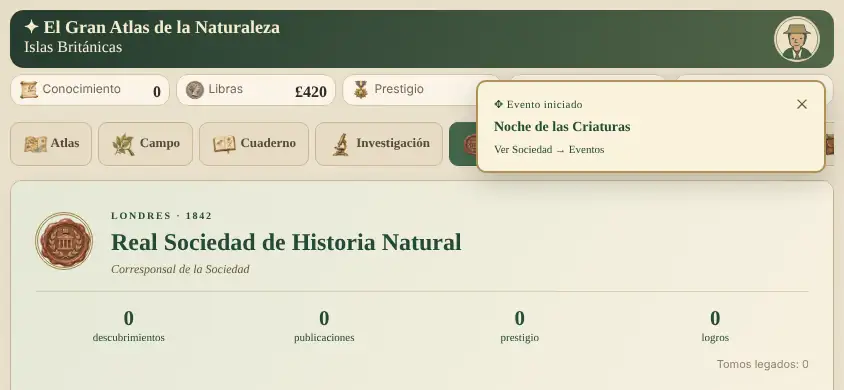 ✦ El Gran Atlas de la Naturaleza
Islas Británicas
Conocimiento 0
Libras £420
Prestigio
✥ Evento iniciado
Noche de las Criaturas
Ver Sociedad → Eventos
Atlas
Campo
Cuaderno
Investigación
LONDRES · 1842
Real Sociedad de Historia Natural
Corresponsal de la Sociedad
0 0 0 0
descubrimientos publicaciones prestigio logros
Tomos legados: 0